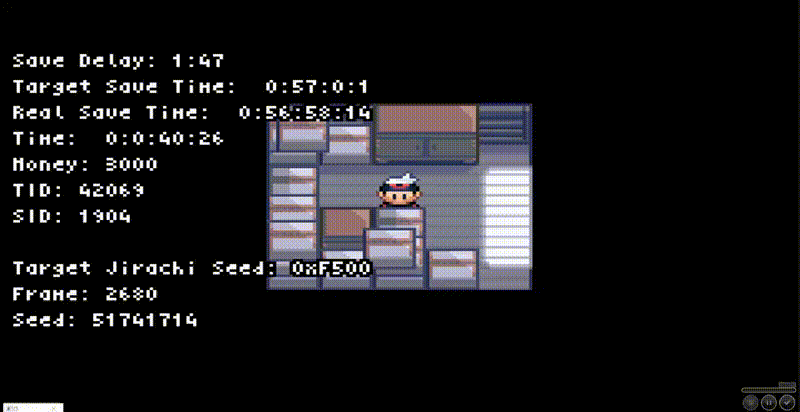 Save Delay: 1:47
Target Save Time: 0:57:0:1
Real Save Time: 0:56:58:14
Time: 0:0:40:26
Money: 3000
TID: 42069
SID: 1904
Target Jirachi Seed: 0xF500
Frame: 2680
Seed: 51741714